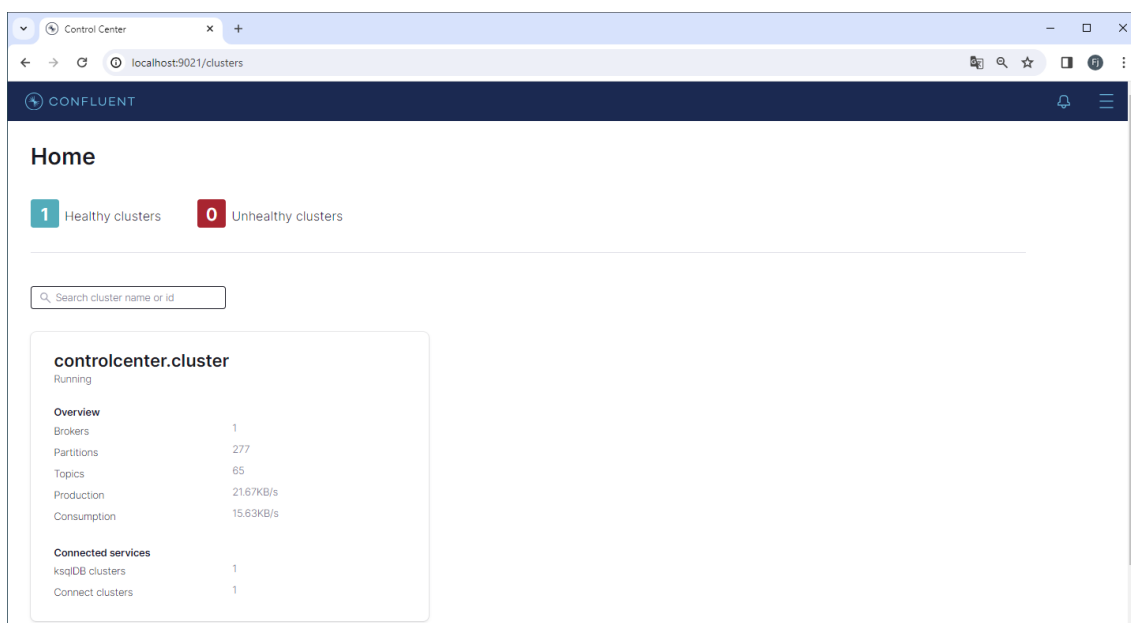 Control Center
localhost:9021/clusters
FJ
CONFLUENT
Home
1 Healthy clusters 0 Unhealthy clusters
Search cluster name or id
controlcenter.cluster
Running
Overview
Brokers 1
Partitions 277
Topics 65
Production 21.67KB/s
Consumption 15.63KB/s
Connected services
ksqlDB clusters 1
Connect clusters 1